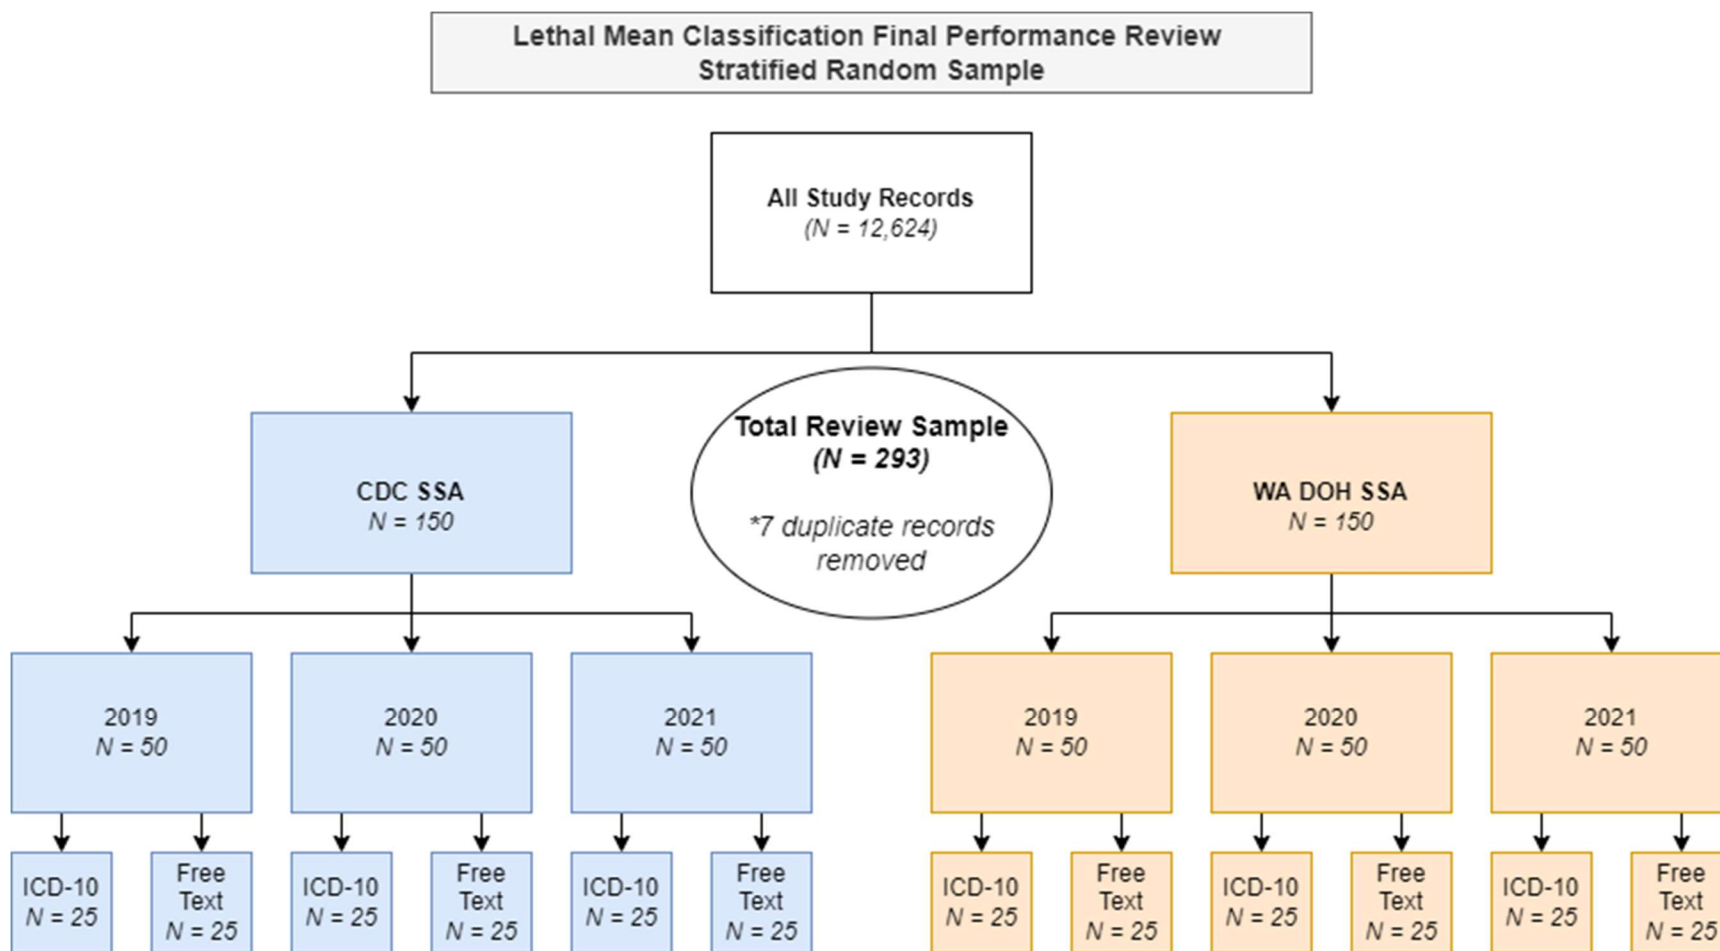 Lethal Mean Classification Final Performance Review
Stratified Random Sample
All Study Records
(N = 12,624)
Total Review Sample
(N = 293)
*7 duplicate records
removed
CDC SSA
N = 150
WA DOH SSA
N = 150
2019
N = 50
2020
N = 50
2021
N = 50
2019
N = 50
2020
N = 50
2021
N = 50
ICD-10
N = 25
Free
Text
N = 25
ICD-10
N = 25
Free
Text
N = 25
ICD-10
N = 25
Free
Text
N = 25
ICD-10
N = 25
Free
Text
N = 25
ICD-10
N = 25
Free
Text
N = 25
ICD-10
N = 25
Free
Text
N = 25